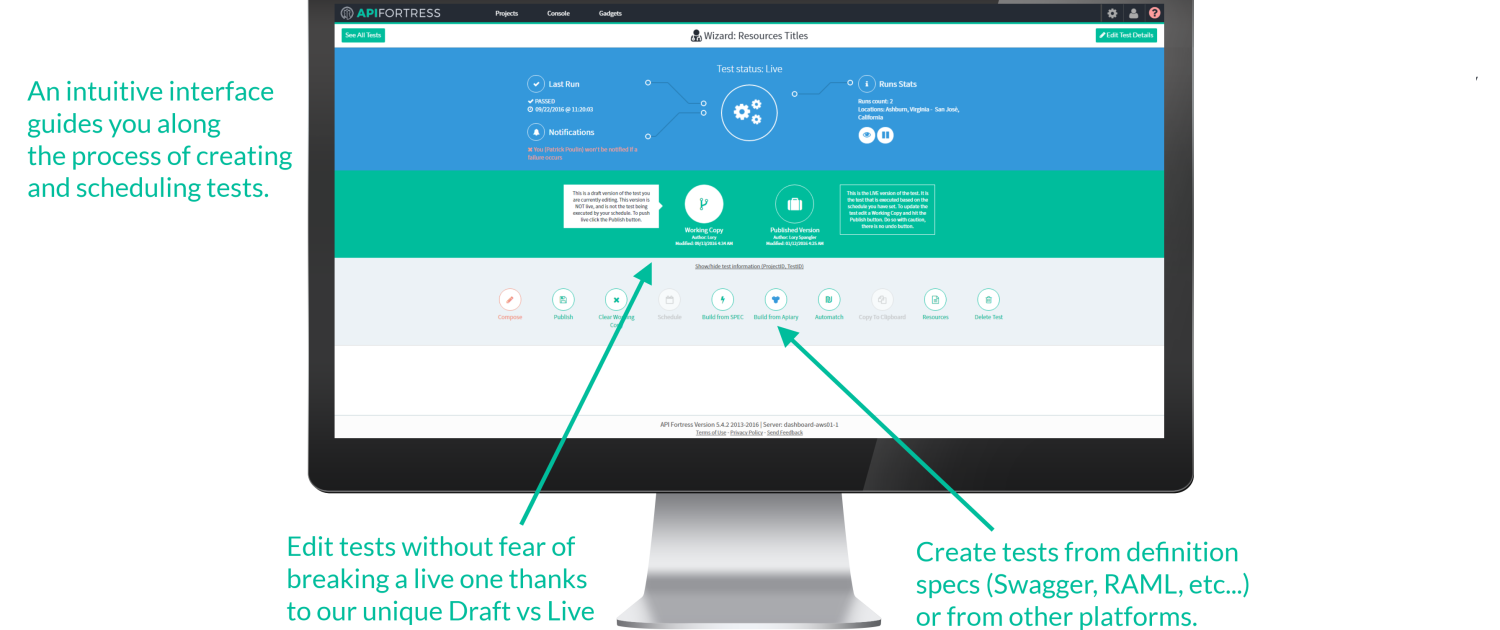 APIFORTRESS
Projects
Console
Gadgets
See All Tests
Wizard: Resources Titles
Edit Test Details
An intuitive interface
guides you along
the process of creating
and scheduling tests.
Test status: Live
Last Run
PASSED
09/22/2016 @ 11:20:03
Notifications
You (Patrick Poulin) won't be notified if a
failure occurs
Runs Stats
Runs count: 2
Locations: Ashburn, Virginia - San José,
California
This is a draft version of the test you
are currently editing. This version is
NOT live, and is not the test being
executed by your schedule. To push
live click the Publish button.
Working Copy
Author: Lory
Modified: 09/13/2016 4:34 AM
Published Version
Author: Lory Spangler
Modified: 03/22/2016 4:25 AM
This is the LIVE version of the test. It is
the test that is executed based on the
schedule you have set. To update the
test edit a Working Copy and hit the
Publish button. Do so with caution,
there is no undo button.
Show/hide test information (ProjectID, TestID)
Compose
Publish
Clear Working
Copy
Schedule
Build from SPEC
Build from Apiary
Automatch
Copy To Clipboard
Resources
Delete Test
API Fortress Version 5.4.2 2013-2016 | Server: dashboard-aws01-1
Terms of Use - Privacy Policy - Send Feedback
Edit tests without fear of
breaking a live one thanks
to our unique Draft vs Live
Create tests from definition
specs (Swagger, RAML, etc...)
or from other platforms.